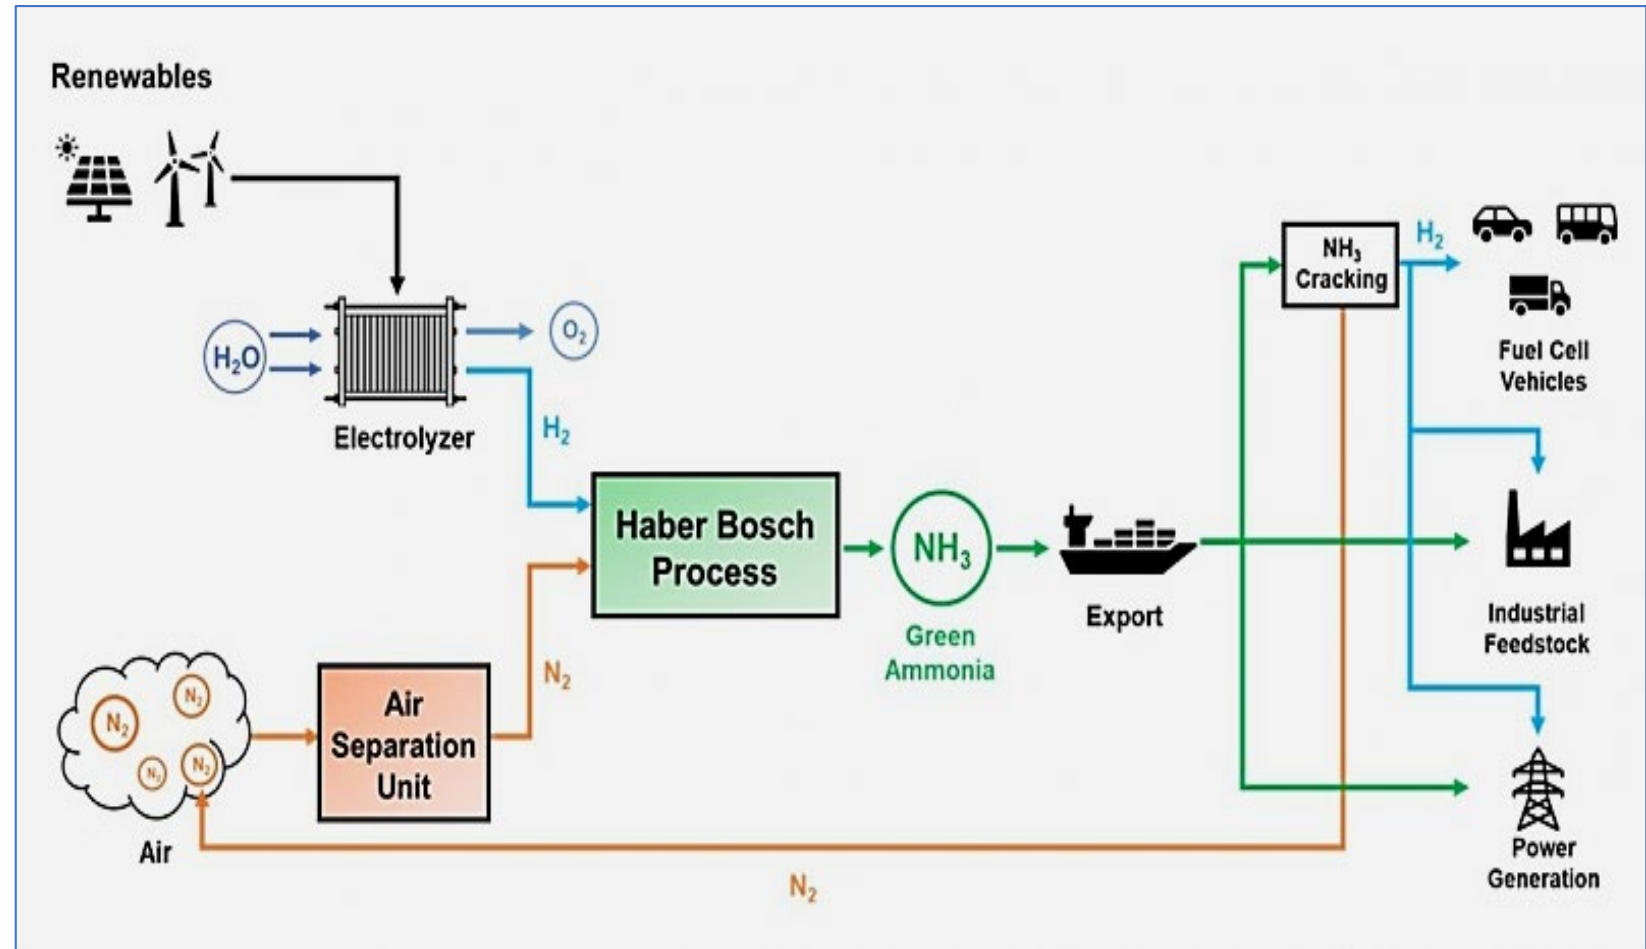 Renewables
H₂O
O₂
Electrolyzer
H₂
Haber Bosch
Process
NH₃
Green
Ammonia
Export
NH₃
Cracking
H₂
Fuel Cell
Vehicles
Industrial
Feedstock
Power
Generation
N₂
N₂
N₂
N₂
Air
Air
Separation
Unit
N₂
N₂